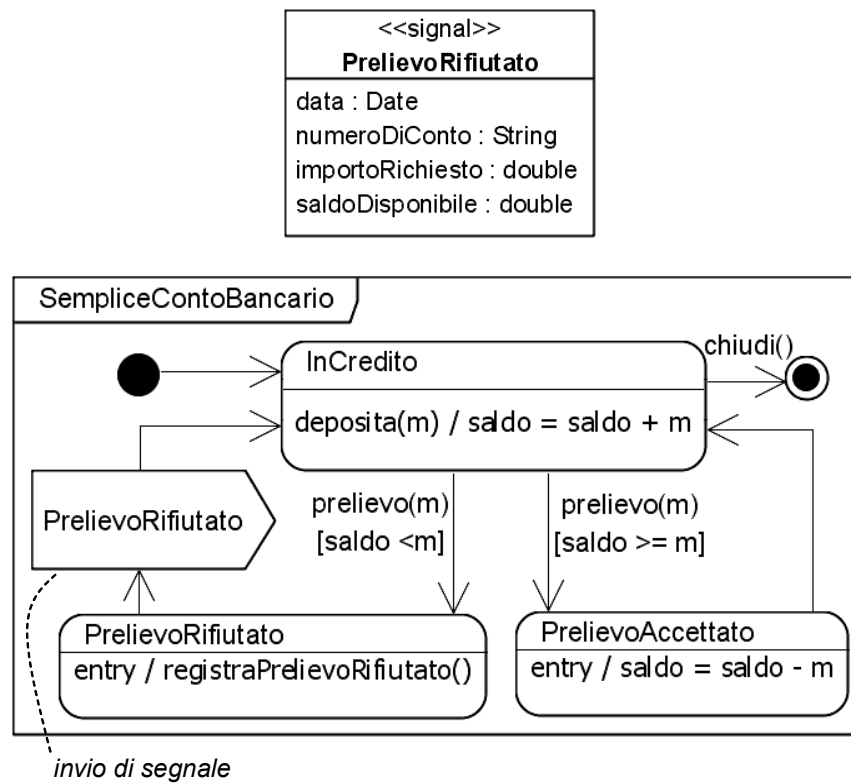 <<signal>>
PrelievoRifiutato
data : Date
numeroDiConto : String
importoRichiesto : double
saldoDisponibile : double
SempliceContoBancario
chiudi()
InCredito
deposita(m) / saldo = saldo + m
PrelievoRifiutato
prelievo(m)
[saldo <m]
prelievo(m)
[saldo >= m]
PrelievoRifiutato
entry / registraPrelievoRifiutato()
PrelievoAccettato
entry / saldo = saldo - m
invio di segnale